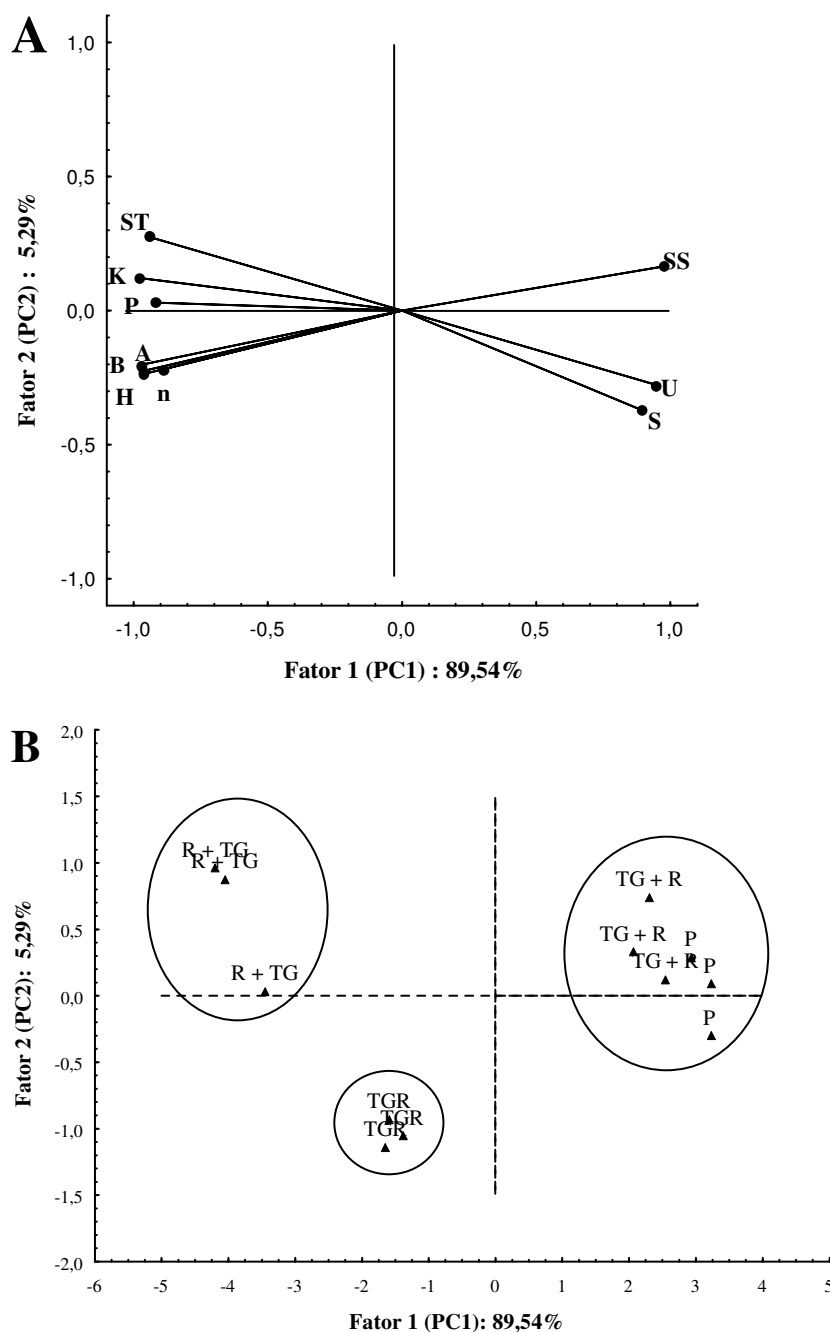 A
1,0
0,5
0,0
-0,5
-1,0
Fator 2 (PC2) : 5,29%
ST
K
P
B
A
H
n
SS
U
S
-1,0 -0,5 0,0 0,5 1,0
Fator 1 (PC1) : 89,54%
B
2,0
1,5
1,0
0,5
0,0
-0,5
-1,0
-1,5
-2,0
Fator 2 (PC2): 5,29%
R + TG
R + TG
R + TG
TG + R
TG + R
TG + R
P
P
P
TGR
TGR
TGR
-6 -5 -4 -3 -2 -1 0 1 2 3 4 5
Fator 1 (PC1): 89,54%